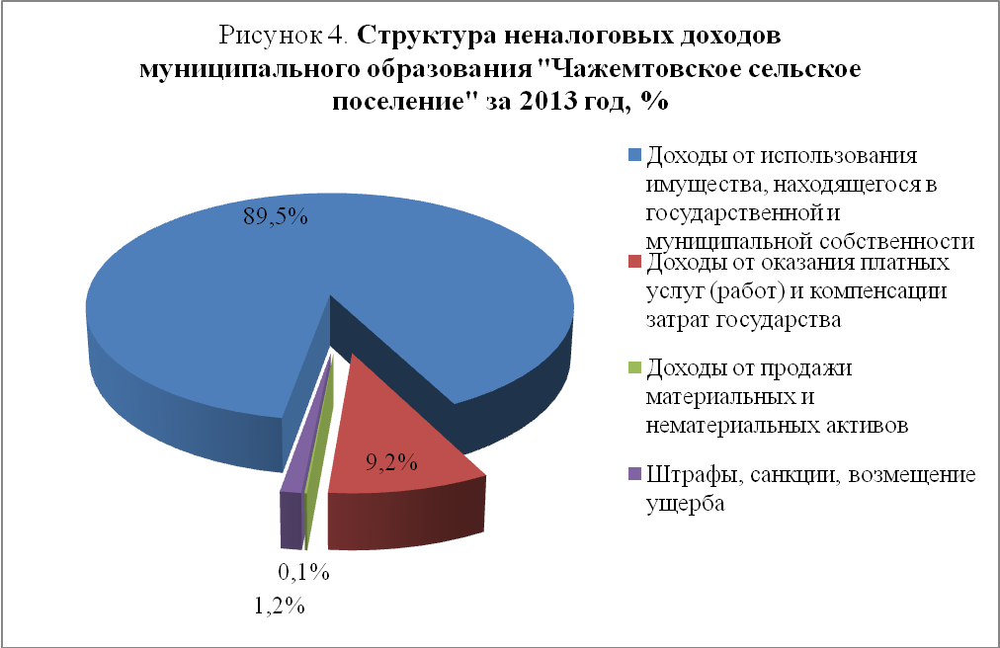 Рисунок 4. Структура неналоговых доходов
муниципального образования "Чажемтовское сельское
поселение" за 2013 год, %
89,5%
9,2%
0,1%
1,2%
Доходы от использования
имущества, находящегося в
государственной и
муниципальной собственности
Доходы от оказания платных
услуг (работ) и компенсации
затрат государства
Доходы от продажи
материальных и
нематериальных активов
Штрафы, санкции, возмещение
ущерба